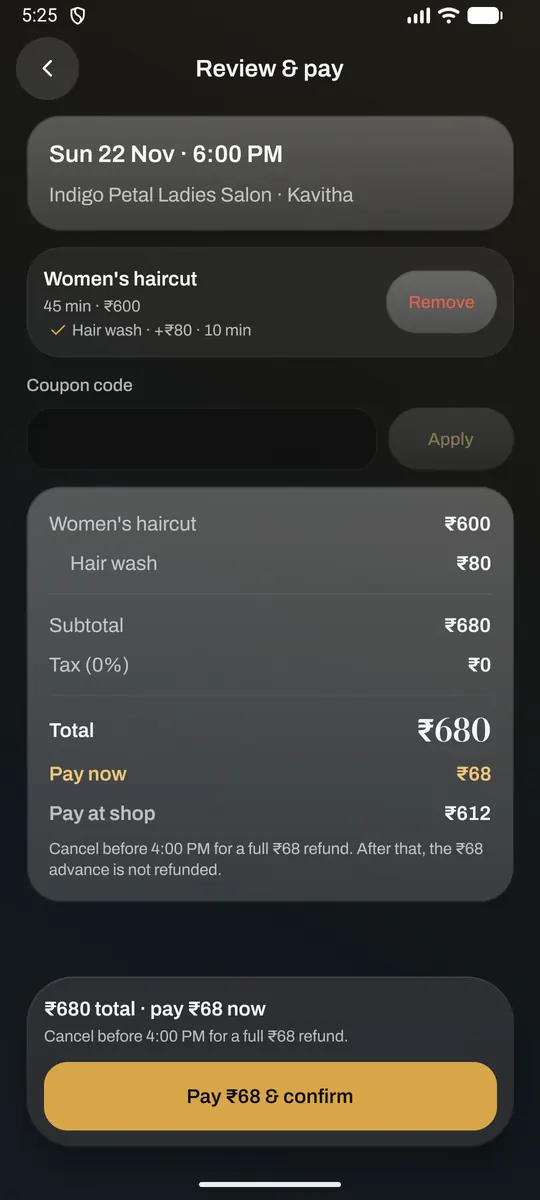 5:25
Review & pay
Sun 22 Nov · 6:00 PM
Indigo Petal Ladies Salon · Kavitha
Women's haircut
45 min · ₹600
Hair wash · +₹80 · 10 min
Remove
Coupon code
Apply
Women's haircut ₹600
Hair wash ₹80
Subtotal ₹680
Tax (0%) ₹0
Total ₹680
Pay now ₹68
Pay at shop ₹612
Cancel before 4:00 PM for a full ₹68 refund. After that, the ₹68
advance is not refunded.
₹680 total · pay ₹68 now
Cancel before 4:00 PM for a full ₹68 refund.
Pay ₹68 & confirm